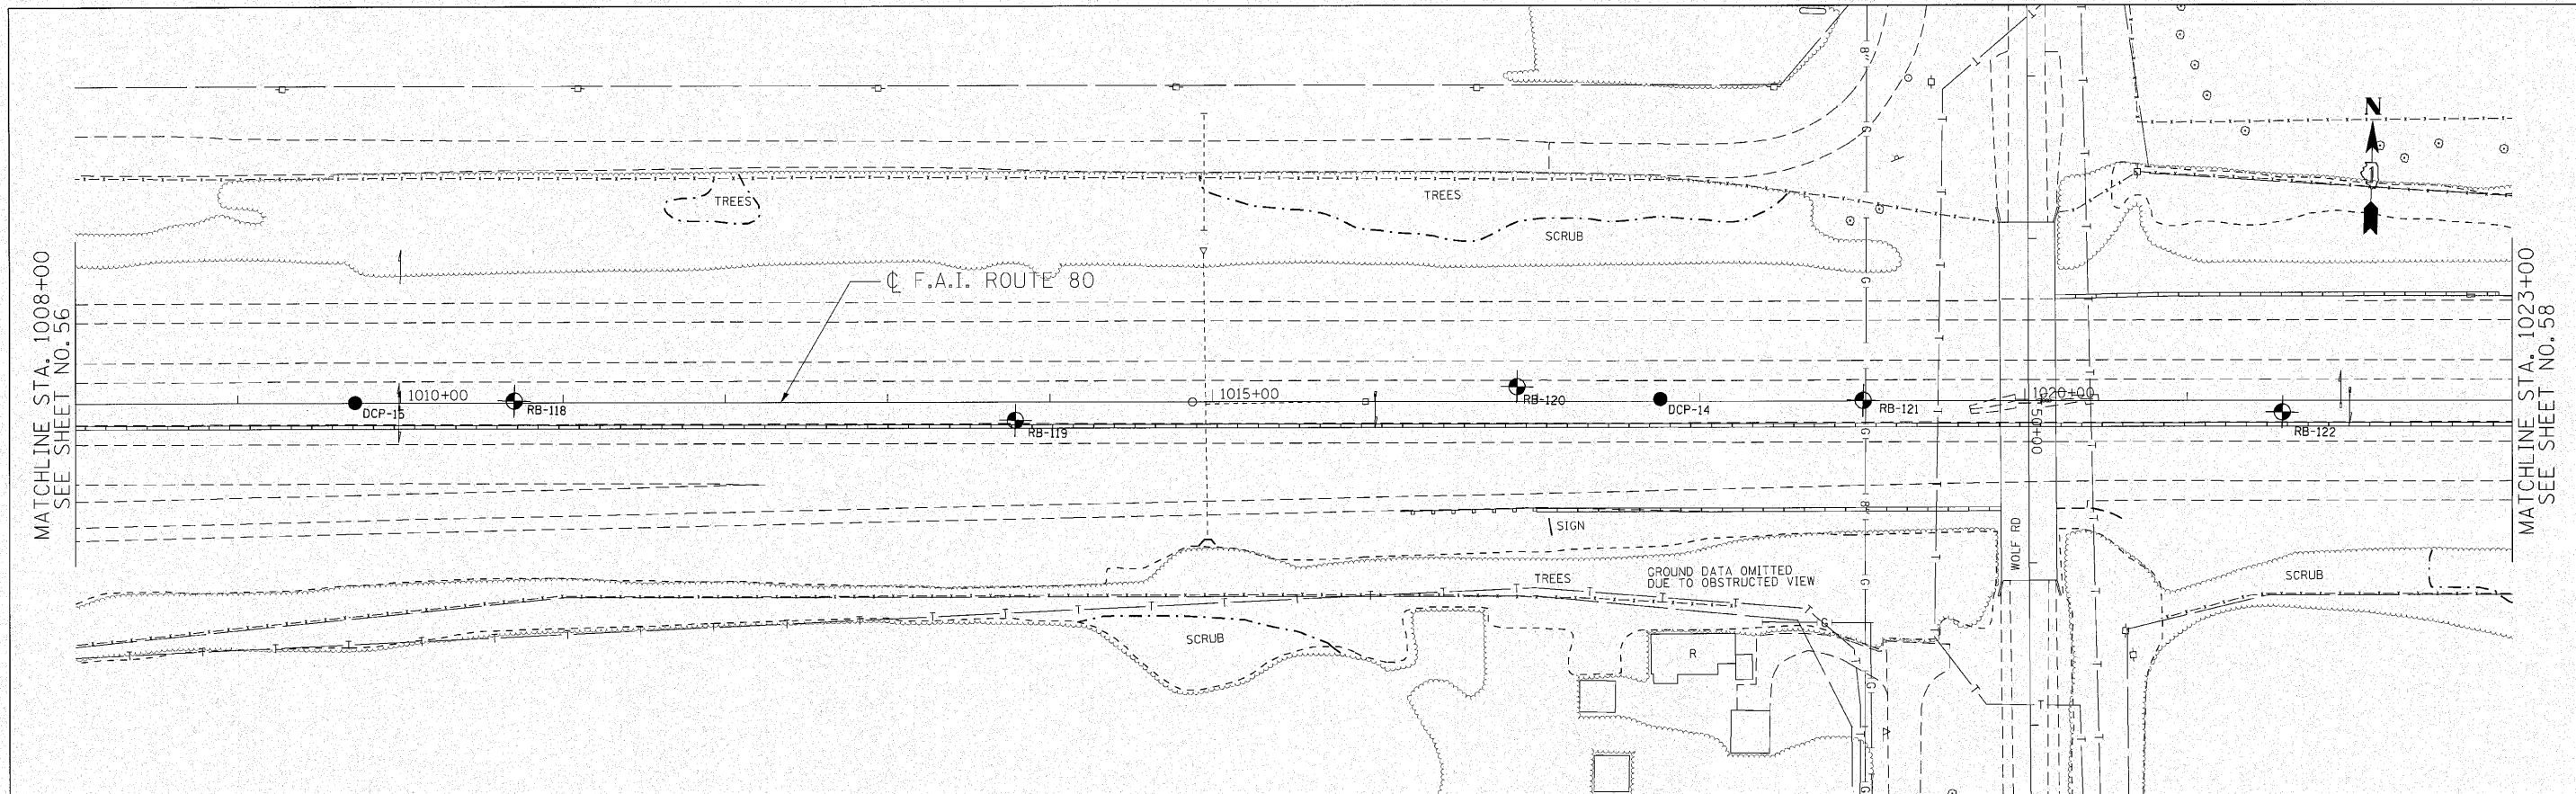 N
TREES
TREES
SCRUB
MATCHLINE STA. 1008+00
SEE SHEET NO. 56
℄ F.A.I. ROUTE 80
MATCHLINE STA. 1023+00
SEE SHEET NO. 58
1010+00
1015+00
1020+00
DCP-15
RB-118
RB-119
RB-120
DCP-14
RB-121
RB-122
50+00
8"
G
G
G
8"
G
SIGN
WOLF RD
TREES
GROUND DATA OMITTED
DUE TO OBSTRUCTED VIEW
SCRUB
SCRUB
G
R
G
T
G